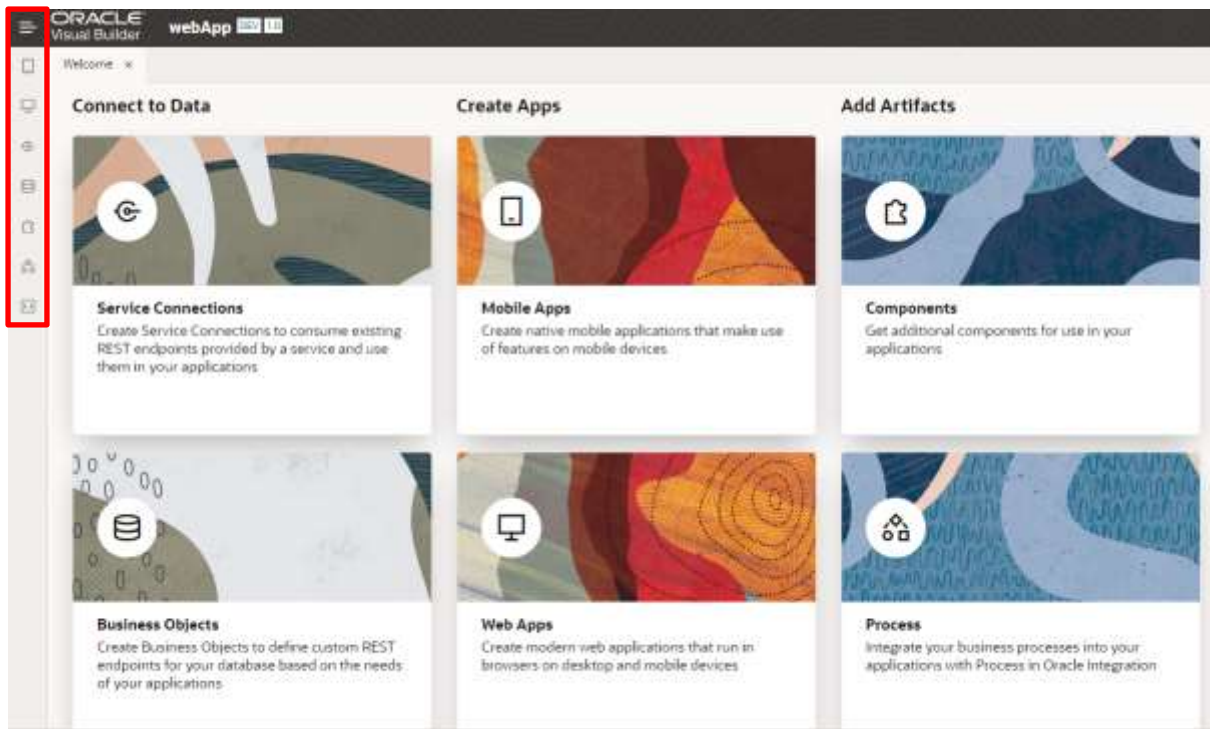 ORACLE
Visual Builder
webApp DEV 1.0
Welcome ×
Connect to Data
Create Apps
Add Artifacts
Service Connections
Create Service Connections to consume existing
REST endpoints provided by a service and use
them in your applications
Mobile Apps
Create native mobile applications that make use
of features on mobile devices
Components
Get additional components for use in your
applications
Business Objects
Create Business Objects to define custom REST
endpoints for your database based on the needs
of your applications
Web Apps
Create modern web applications that run in
browsers on desktop and mobile devices
Process
Integrate your business processes into your
applications with Process in Oracle Integration